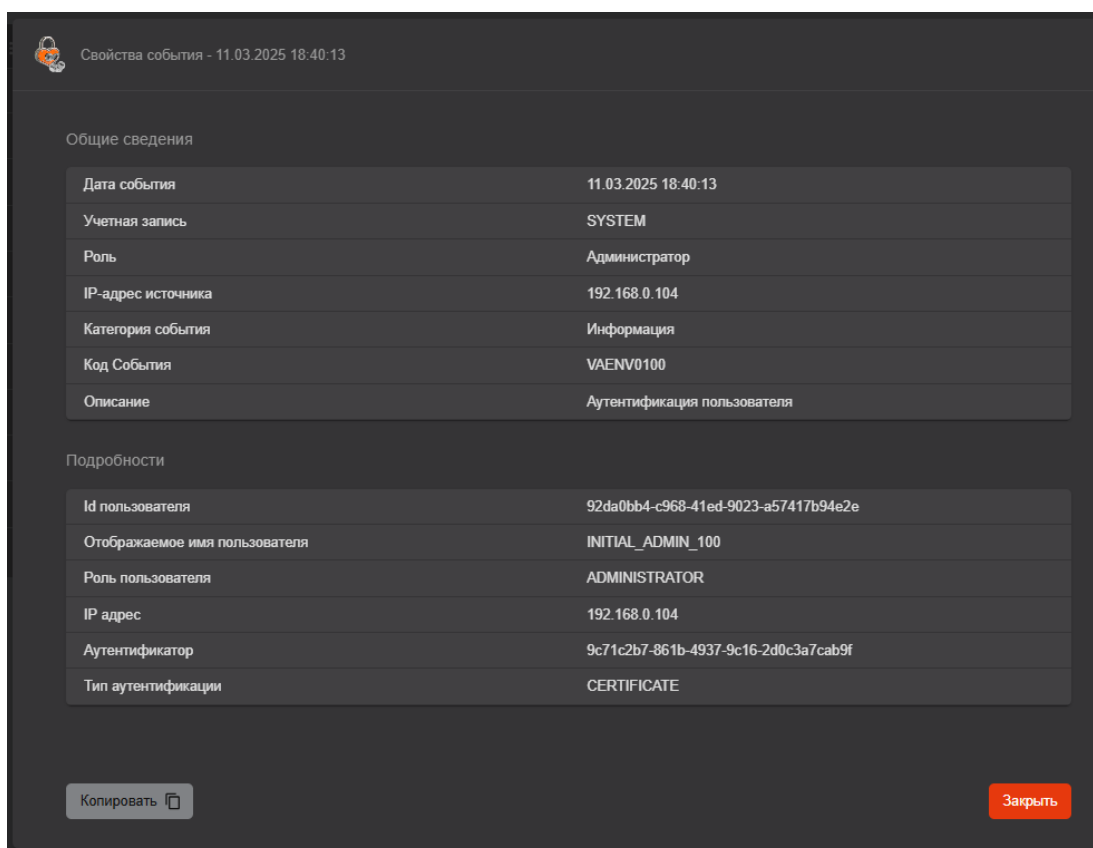 Свойства события - 11.03.2025 18:40:13
Общие сведения
Дата события 11.03.2025 18:40:13
Учетная запись SYSTEM
Роль Администратор
IP-адрес источника 192.168.0.104
Категория события Информация
Код События VAENV0100
Описание Аутентификация пользователя
Подробности
Id пользователя 92da0bb4-c968-41ed-9023-a57417b94e2e
Отображаемое имя пользователя INITIAL_ADMIN_100
Роль пользователя ADMINISTRATOR
IP адрес 192.168.0.104
Аутентификатор 9c71c2b7-861b-4937-9c16-2d0c3a7cab9f
Тип аутентификации CERTIFICATE
Копировать Закрыть